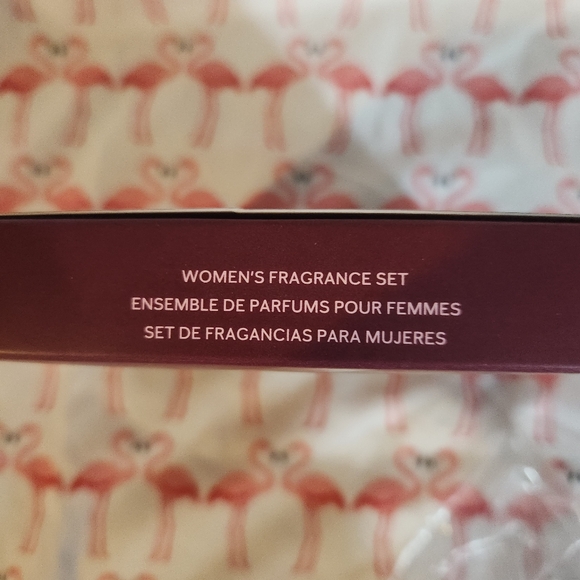 WOMEN'S FRAGRANCE SET
ENSEMBLE DE PARFUMS POUR FEMMES
SET DE FRAGANCIAS PARA MUJERES